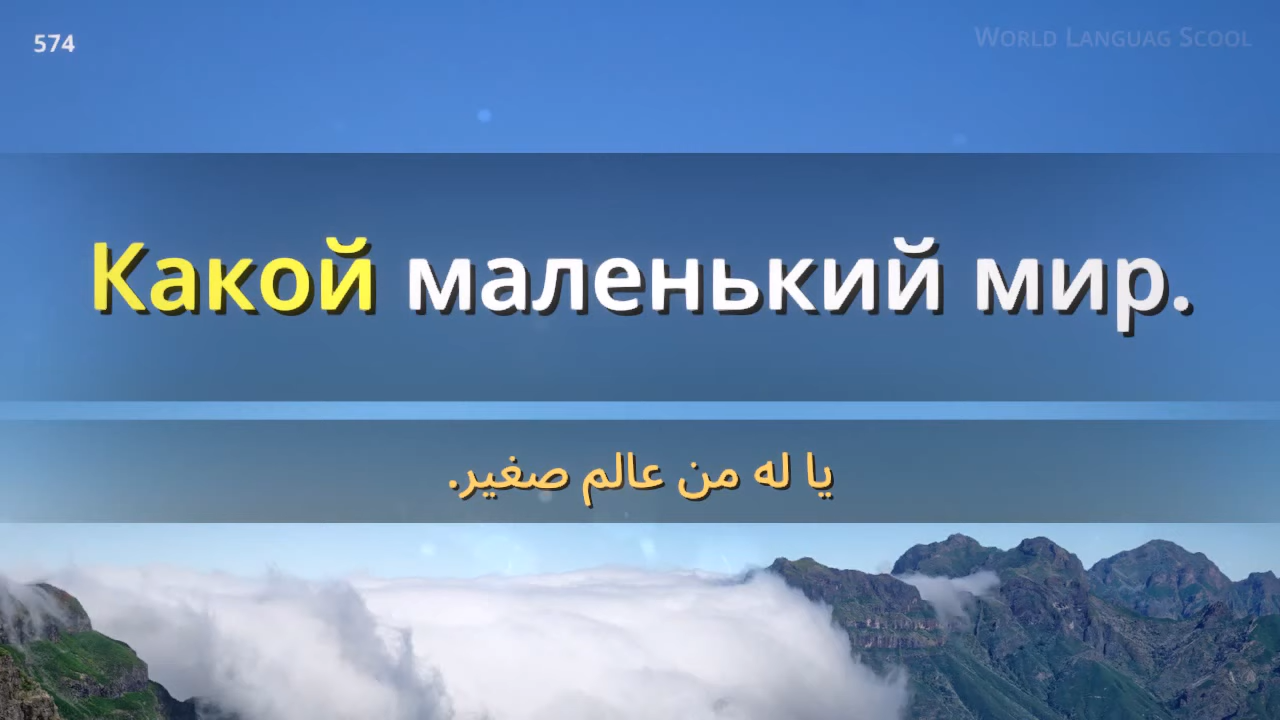 574
WORLD LANGUAG SCOOL
Какой маленький мир.
يا له من عالم صغير.